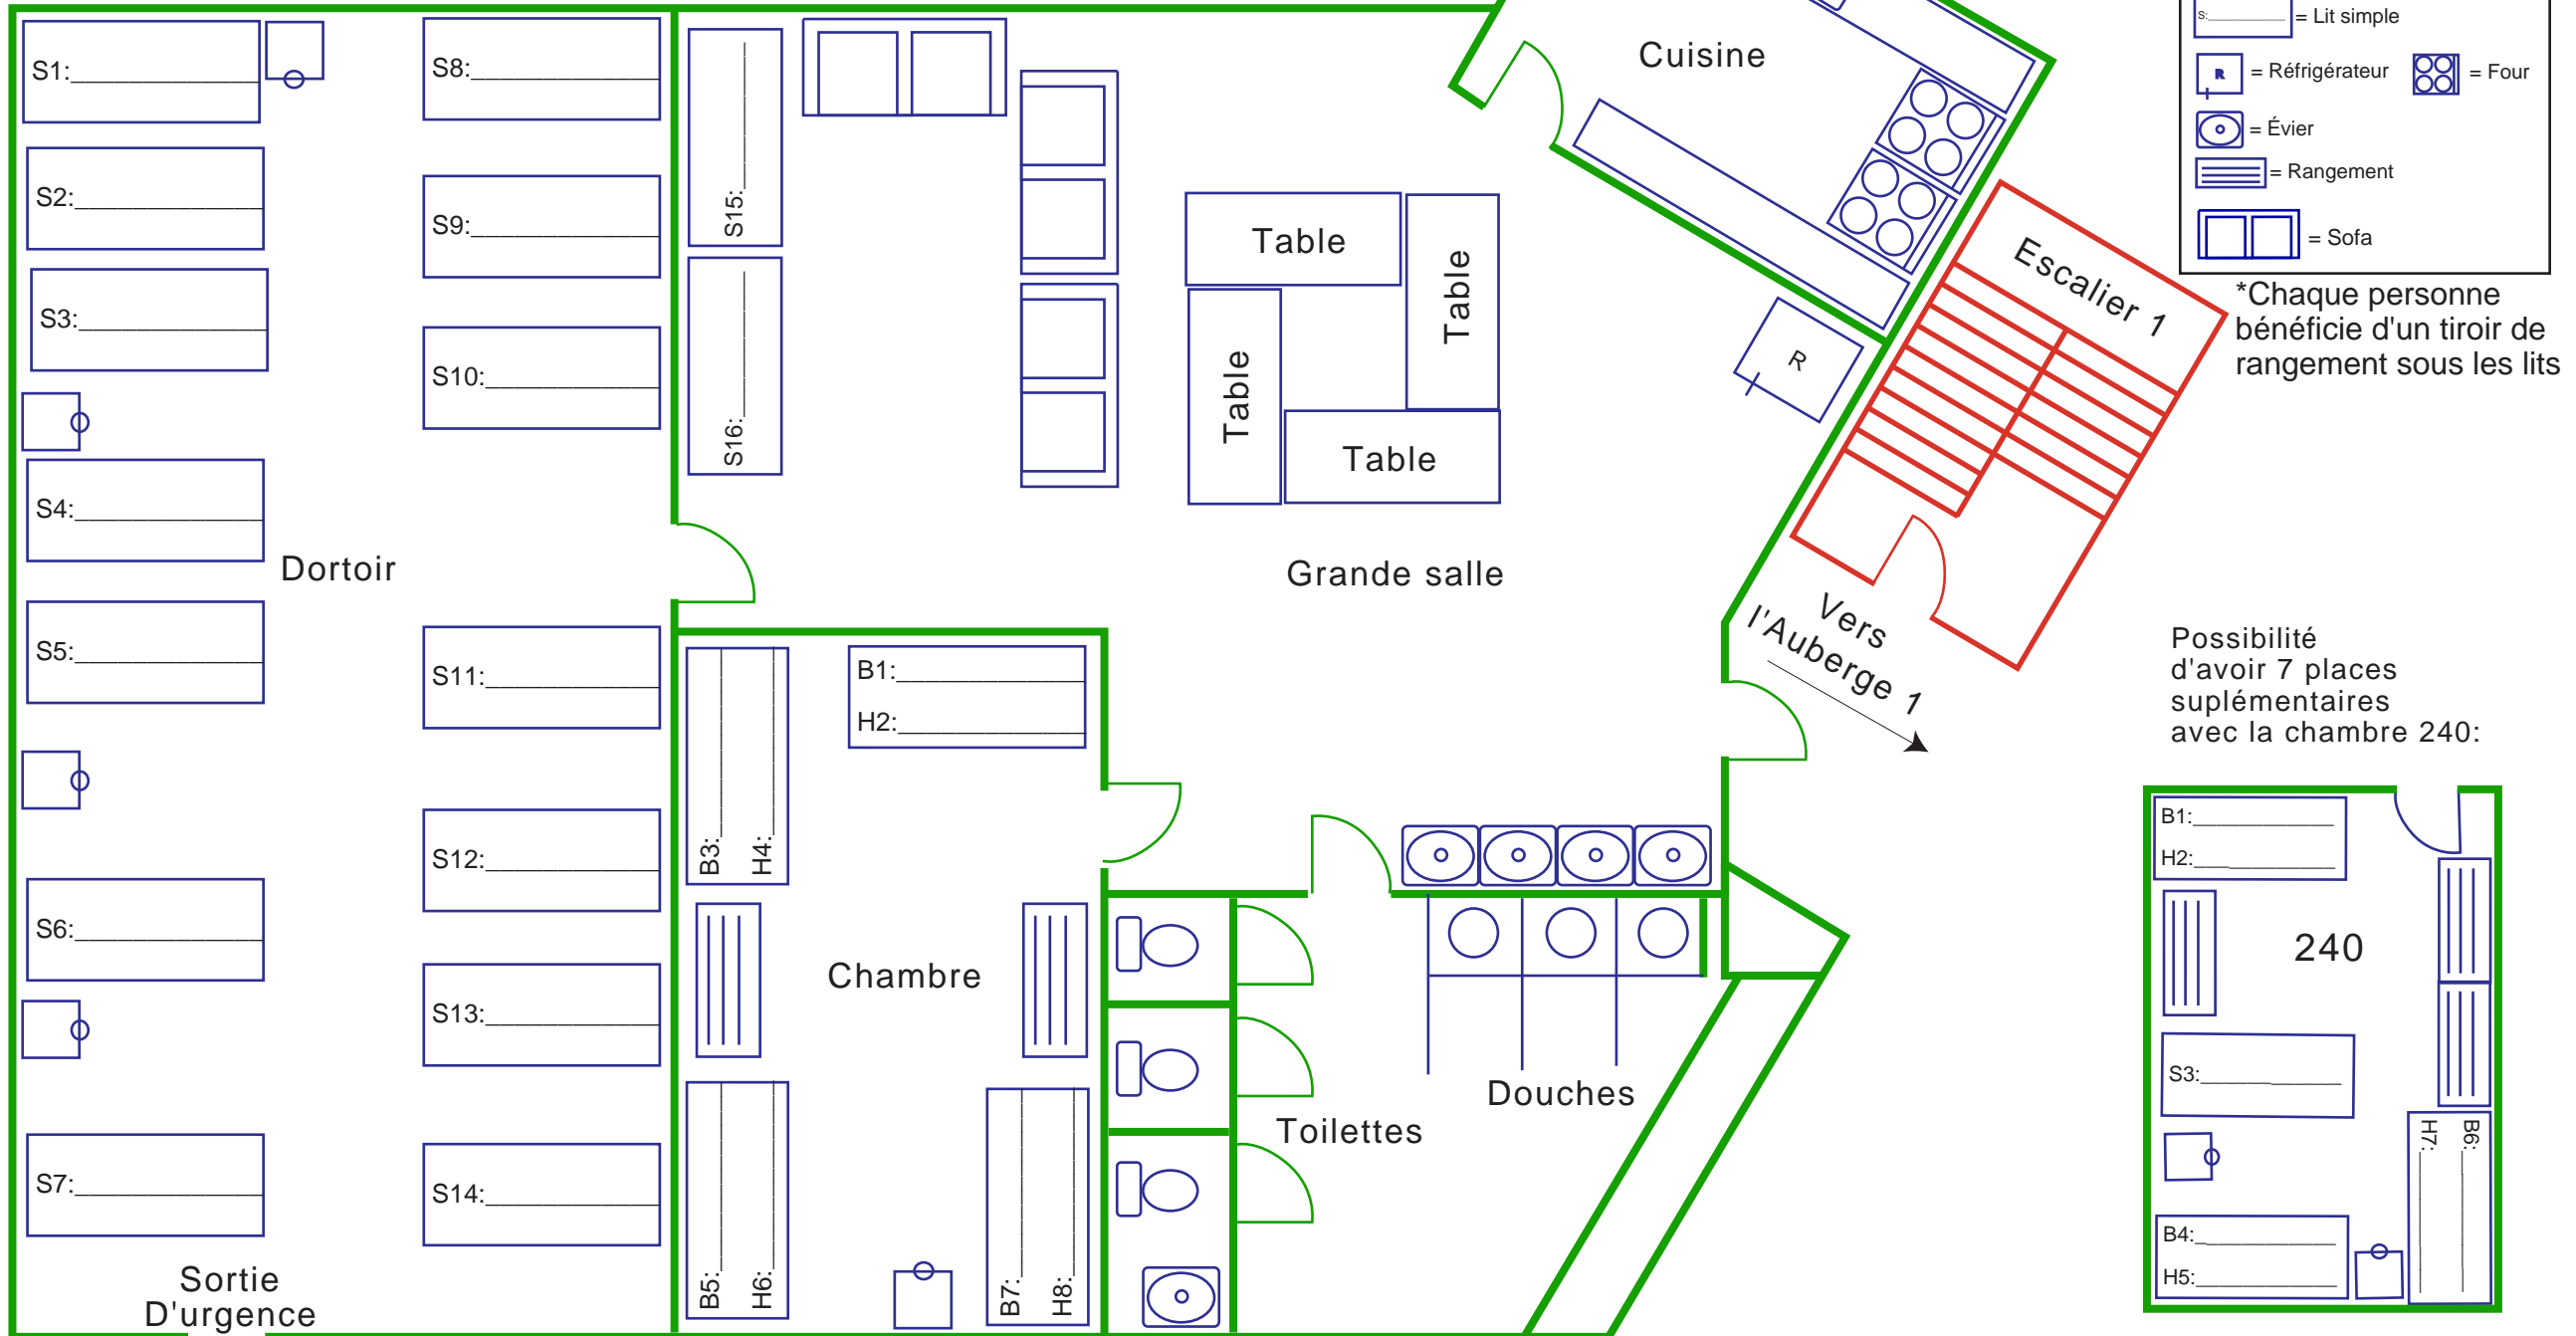 S1:
S2:
S3:
S4:
S5:
S6:
S7:
Dortoir
S8:
S9:
S10:
S11:
S12:
S13:
S14:
Sortie
D'urgence
S15:
S16:
Table
Table
Table
Table
Grande salle
Cuisine
R
Escalier 1
Vers
l'Auberge 1
B1:
H2:
B3:
H4:
Chambre
B5:
H6:
B7:
H8:
Toilettes
Douches
S: = Lit simple
R = Réfrigérateur = Four
= Évier
= Rangement
= Sofa
*Chaque personne
bénéficie d'un tiroir de
rangement sous les lits
Possibilité
d'avoir 7 places
suplémentaires
avec la chambre 240:
B1:
H2:
240
S3:
B4:
H5:
B6:
H7: